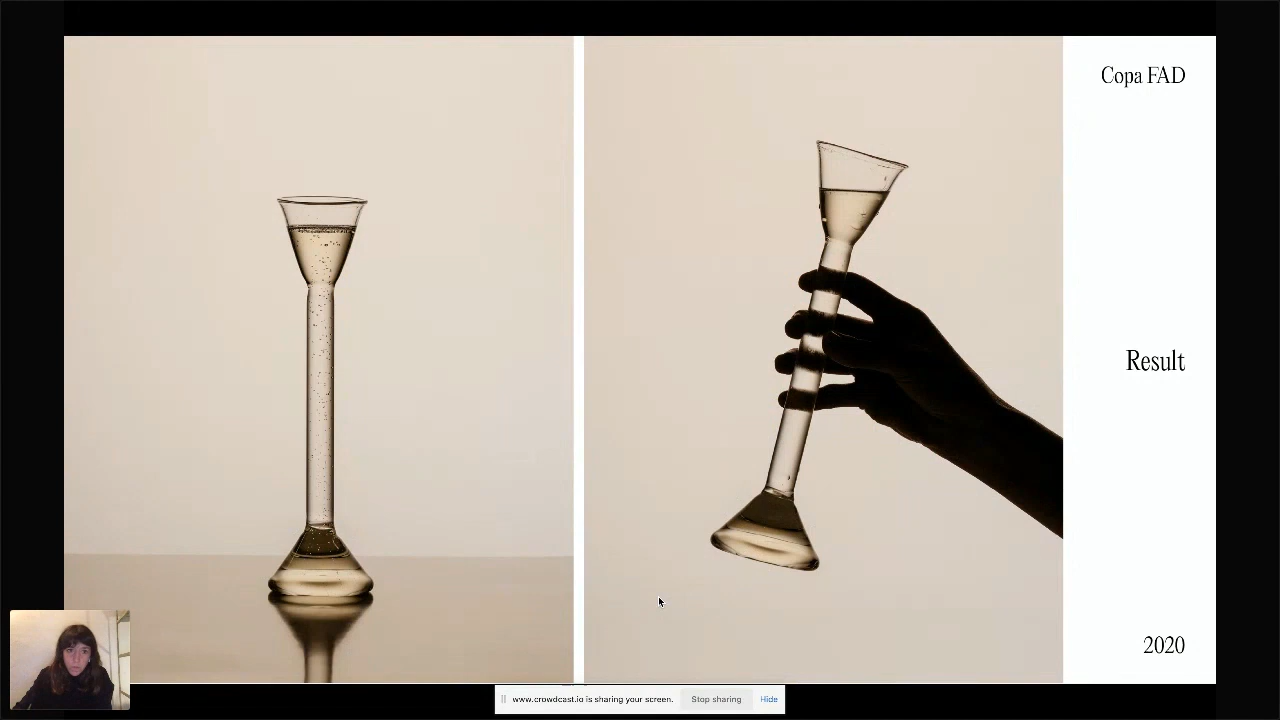 Copa FAD
Result
2020
www.crowdcast.io is sharing your screen.
Stop sharing
Hide